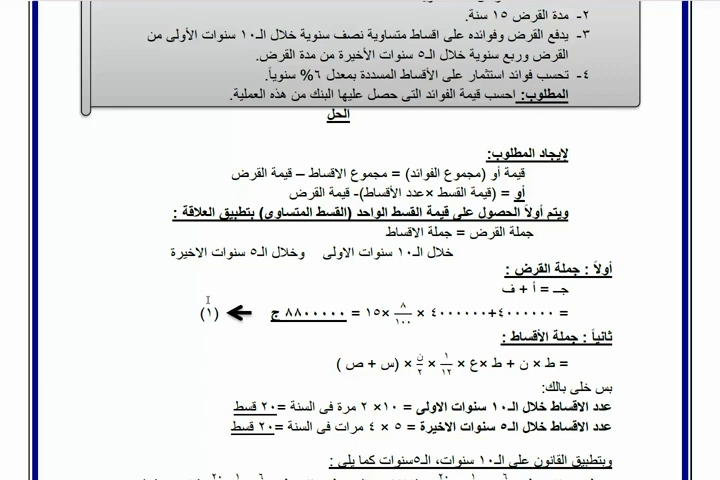 ٢- مدة القرض ١٥ سنة.
٣- يدفع القرض وفوائده على اقساط متساوية نصف سنوية خلال الـ١٠ سنوات الأولى من
القرض وربع سنوية خلال الـ٥ سنوات الأخيرة من مدة القرض.
٤- تحسب فوائد استثمار على الأقساط المسددة بمعدل ٦% سنوياً.
المطلوب: احسب قيمة الفوائد التى حصل عليها البنك من هذه العملية.
الحل
لإيجاد المطلوب:
قيمة أو (مجموع الفوائد) = مجموع الاقساط – قيمة القرض
أو = (قيمة القسط ×عدد الأقساط)- قيمة القرض
ويتم أولاً الحصول على قيمة القسط الواحد (القسط المتساوى) بتطبيق العلاقة :
جملة القرض = جملة الاقساط
خلال الـ١٠ سنوات الاولى وخلال الـ٥ سنوات الاخيرة
أولاً : جملة القرض :
جـ = أ + ف
= ٤٠٠٠٠٠٠+٤٠٠٠٠٠٠ × ٨/١٠٠ ×١٥ = ٨٨٠٠٠٠٠ ج (١)
ثانياً : جملة الأقساط :
= ط × ن + ط ×ع × ١/١٢ × ن/٢ × (س + ص )
بس خلى بالك:
عدد الاقساط خلال الـ١٠ سنوات الاولى = ١٠× ٢ مرة فى السنة =٢٠ قسط
عدد الاقساط خلال الـ٥ سنوات الاخيرة = ٥ × ٤ مرات فى السنة =٢٠ قسط
وبتطبيق القانون على الـ١٠ سنوات، الـ٥سنوات كما يلى :